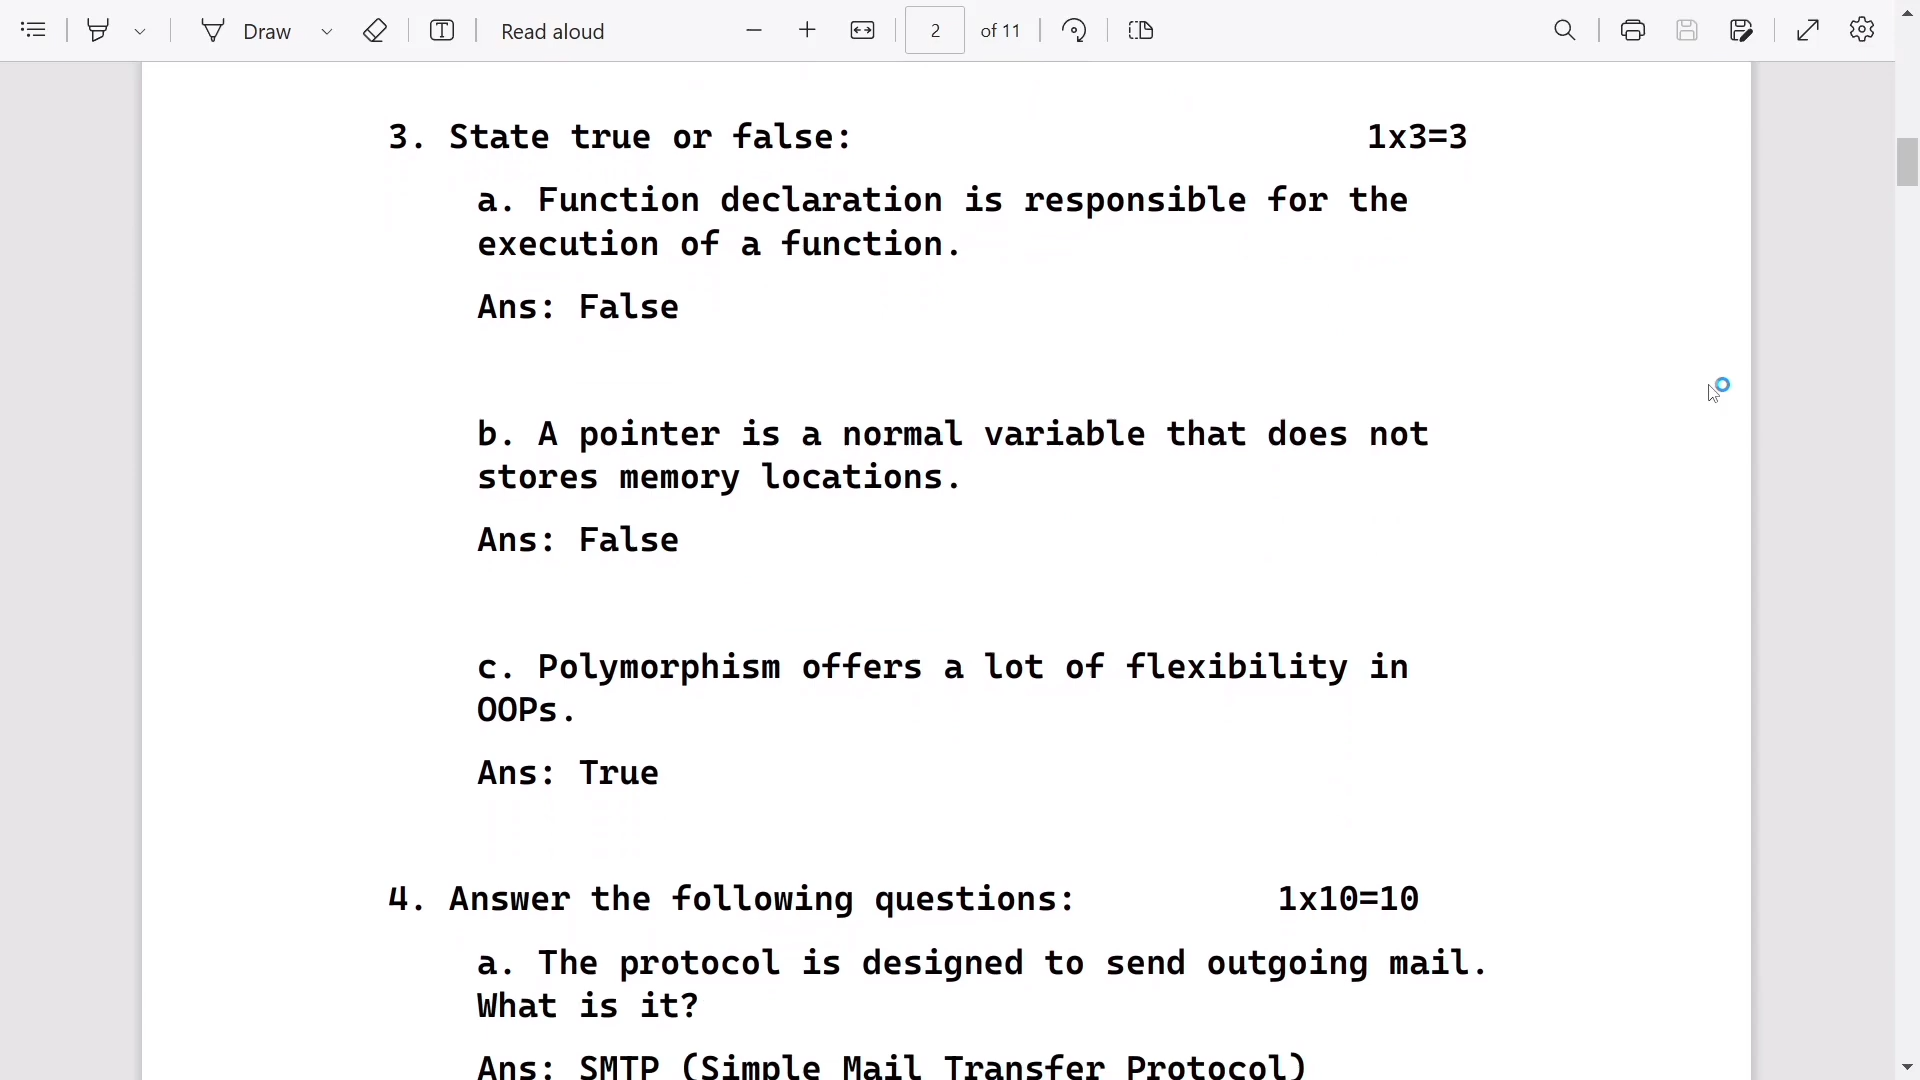 Draw
Read aloud
2
of 11
3. State true or false: 1x3=3
a. Function declaration is responsible for the
execution of a function.
Ans: False
b. A pointer is a normal variable that does not
stores memory locations.
Ans: False
c. Polymorphism offers a lot of flexibility in
OOPs.
Ans: True
4. Answer the following questions: 1x10=10
a. The protocol is designed to send outgoing mail.
What is it?
Ans: SMTP (Simple Mail Transfer Protocol)